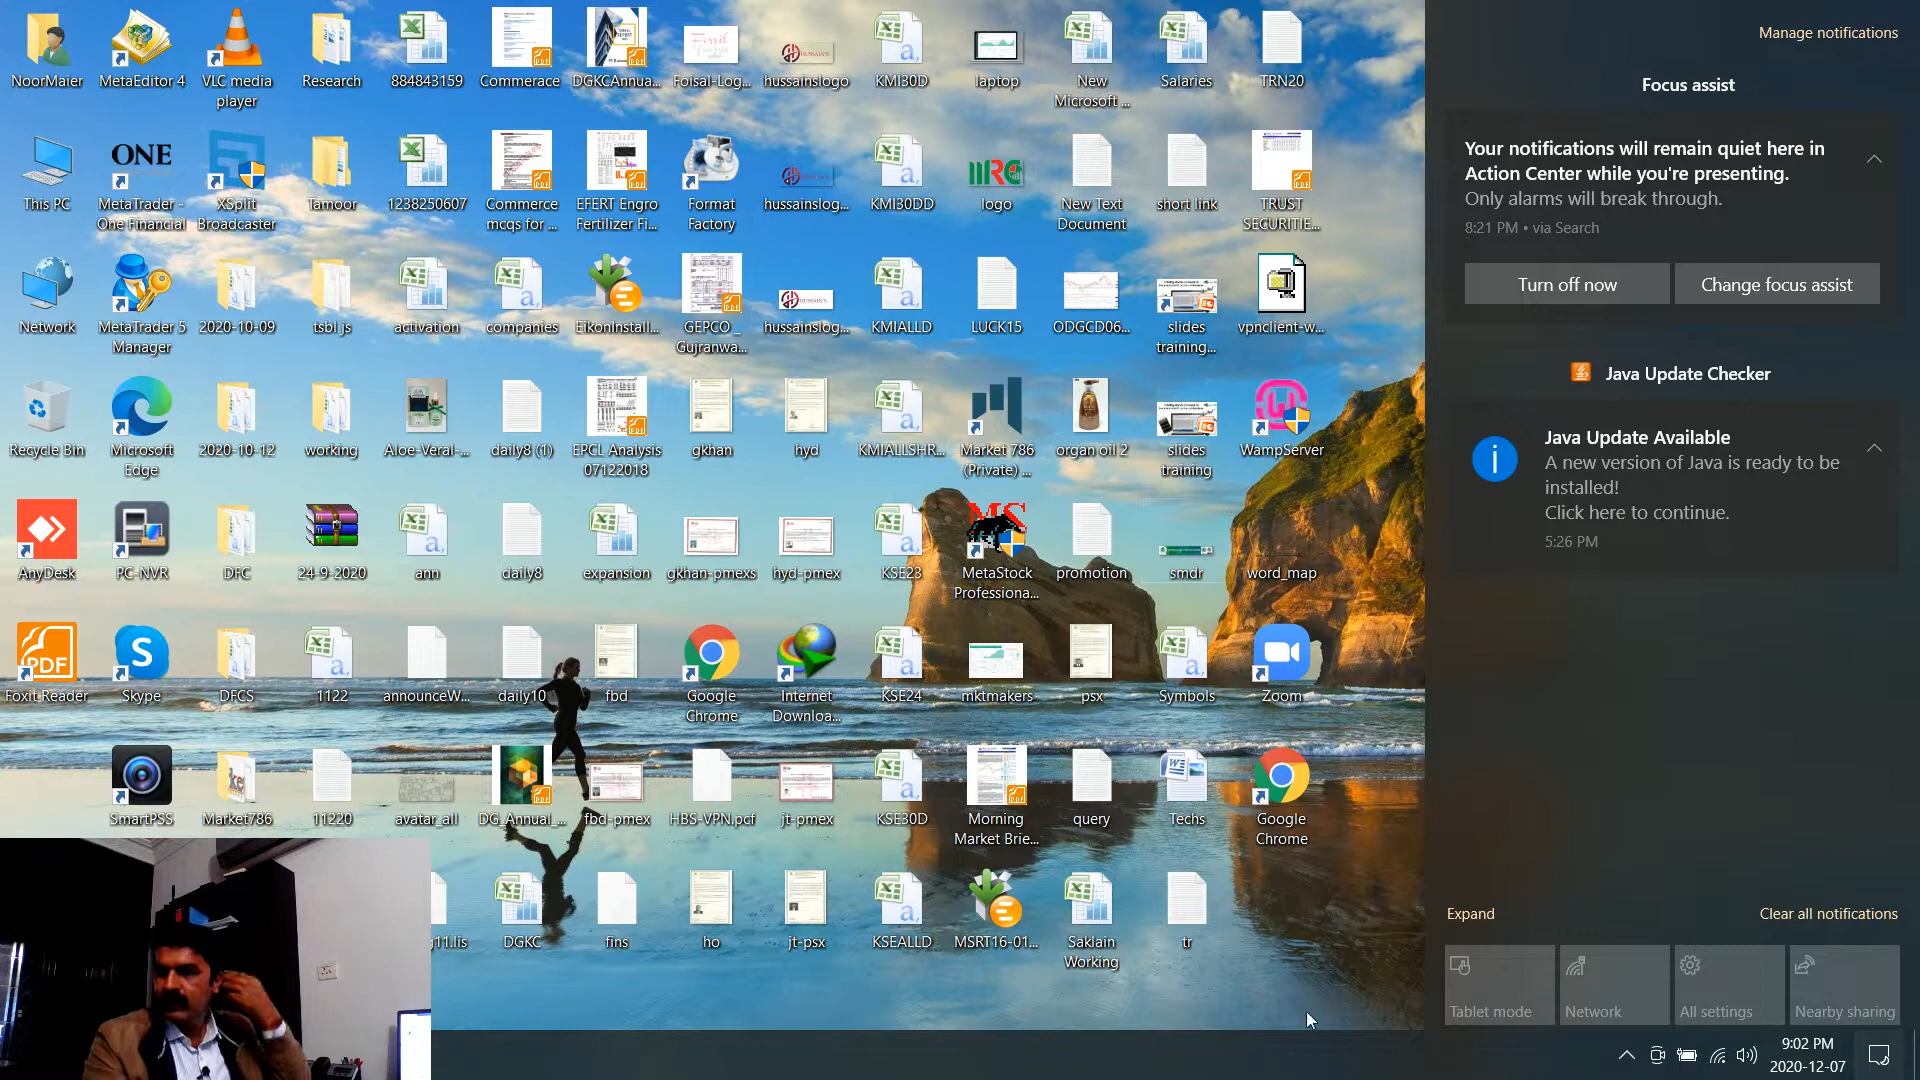 NoorMaier
MetaEditor 4
VLC media
player
Research
884843159
Commerace
DGKCAnnua...
Foisal-Log...
hussainslogo
KMI30D
laptop
New
Microsoft ...
Salaries
TRN20
This PC
ONE
MetaTrader -
One Financial
XSplit
Broadcaster
Tamoor
1238250607
Commerce
mcqs for ...
EFERT Engro
Fertilizer Fi...
Format
Factory
hussainslog...
KMI30DD
logo
New Text
Document
short link
TRUST
SECURITIE...
Network
MetaTrader 5
Manager
2020-10-09
tsbl js
activation
companies
EikonInstall...
GEPCO _
Gujranwa...
hussainslog...
KMIALLD
LUCK15
ODGCD06...
slides
training...
vpnclient-w...
Recycle Bin
Microsoft
Edge
2020-10-12
working
Aloe-Veral-...
daily8 (1)
EPCL Analysis
07122018
gkhan
hyd
KMIALLSHR...
Market 786
(Private) ...
organ oil 2
slides
training
WampServer
AnyDesk
PC-NVR
DFC
24-9-2020
ann
daily8
expansion
gkhan-pmexs
hyd-pmex
KSE23
MS
MetaStock
Professiona...
promotion
smdr
word_map
PDF
Foxit Reader
Skype
DFCS
1122
announceW...
daily10
fbd
Google
Chrome
Internet
Downloa...
KSE24
mktmakers
psx
Symbols
Zoom
SmartPSS
Market786
11220
avatar_all
DG_Annual_...
fbd-pmex
HBS-VPN.pcf
jt-pmex
KSE30D
Morning
Market Brie...
query
Techs
Google
Chrome
g11.lis
DGKC
fins
ho
jt-psx
KSEALLD
MSRT16-01...
Saklain
Working
tr
Manage notifications
Focus assist
Your notifications will remain quiet here in
Action Center while you're presenting.
Only alarms will break through.
8:21 PM • via Search
Turn off now
Change focus assist
Java Update Checker
Java Update Available
A new version of Java is ready to be
installed!
Click here to continue.
5:26 PM
Expand
Clear all notifications
Tablet mode
Network
All settings
Nearby sharing
9:02 PM
2020-12-07